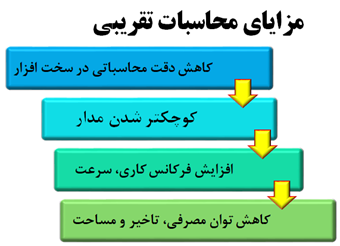 مزایای محاسبات تقریبی
کاهش دقت محاسباتی در سخت افزار
کوچکتر شدن مدار
افزایش فرکانس کاری، سرعت
کاهش توان مصرفی، تاخیر و مساحت